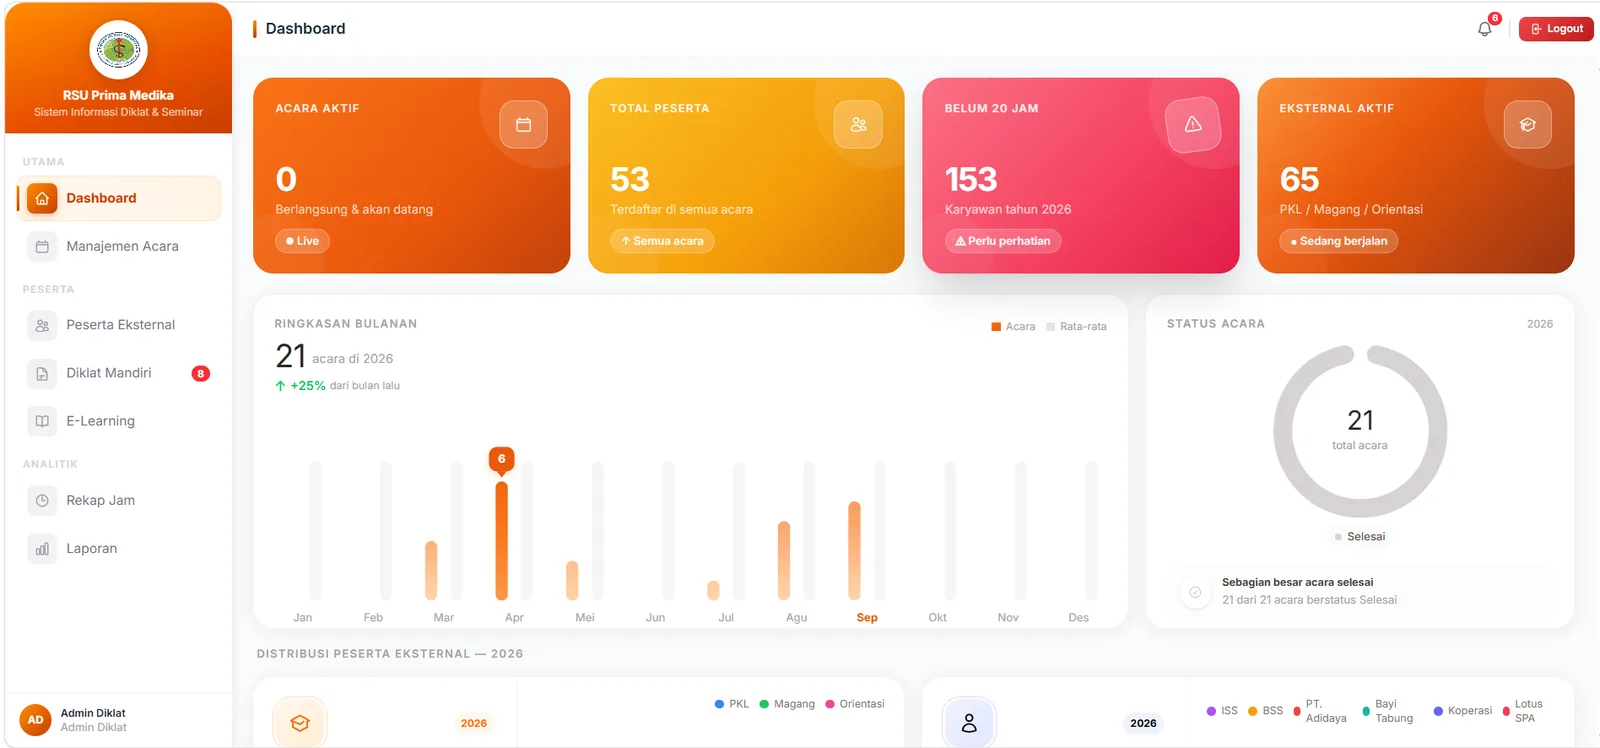 RSU Prima Medika
Sistem Informasi Diklat & Seminar
UTAMA
Dashboard
Manajemen Acara
PESERTA
Peserta Eksternal
Diklat Mandiri 8
E-Learning
ANALITIK
Rekap Jam
Laporan
AD
Admin Diklat
Admin Diklat
Dashboard
6
Logout
ACARA AKTIF
0
Berlangsung & akan datang
Live
TOTAL PESERTA
53
Terdaftar di semua acara
↑ Semua acara
BELUM 20 JAM
153
Karyawan tahun 2026
⚠ Perlu perhatian
EKSTERNAL AKTIF
65
PKL / Magang / Orientasi
● Sedang berjalan
RINGKASAN BULANAN
Acara Rata-rata
21 acara di 2026
↑ +25% dari bulan lalu
6
Jan Feb Mar Apr Mei Jun Jul Agu Sep Okt Nov Des
STATUS ACARA 2026
21
total acara
Selesai
Sebagian besar acara selesai
21 dari 21 acara berstatus Selesai
DISTRIBUSI PESERTA EKSTERNAL — 2026
2026
PKL Magang Orientasi
2026
ISS BSS PT. Adidaya Bayi Tabung Koperasi Lotus SPA